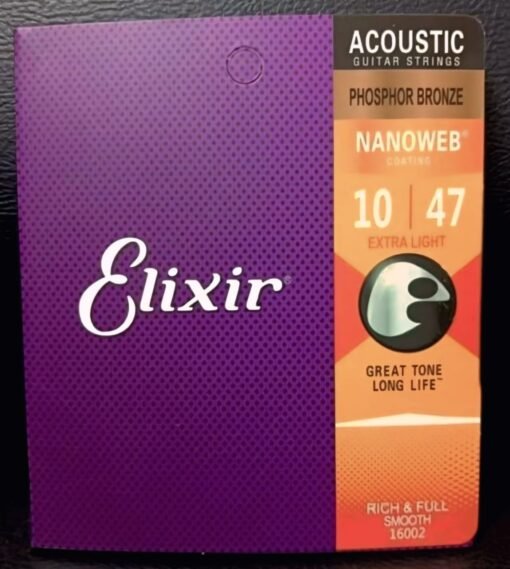 ACOUSTIC
GUITAR STRINGS
PHOSPHOR BRONZE
NANOWEB®
COATING
10 | 47
EXTRA LIGHT
Elixir®
GREAT TONE
LONG LIFE™
RICH & FULL
SMOOTH
16002